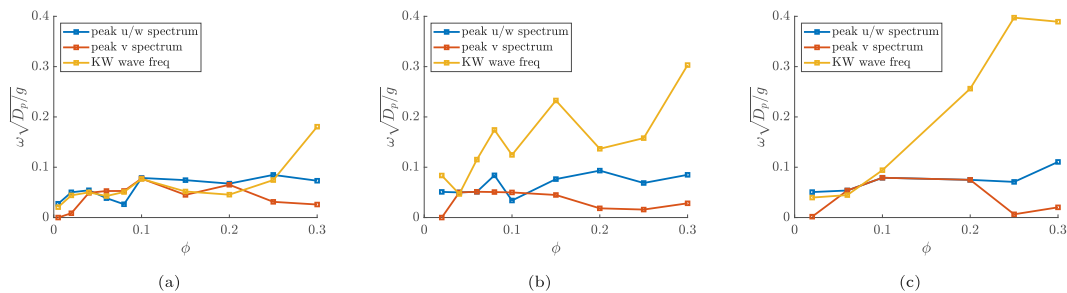 0.4
0.3
0.2
0.1
0
ω√Dp/g
peak u/w spectrum
peak v spectrum
KW wave freq
0 0.1 0.2 0.3
ϕ
(a)
0.4
0.3
0.2
0.1
0
ω√Dp/g
peak u/w spectrum
peak v spectrum
KW wave freq
0 0.1 0.2 0.3
ϕ
(b)
0.4
0.3
0.2
0.1
0
ω√Dp/g
peak u/w spectrum
peak v spectrum
KW wave freq
0 0.1 0.2 0.3
ϕ
(c)